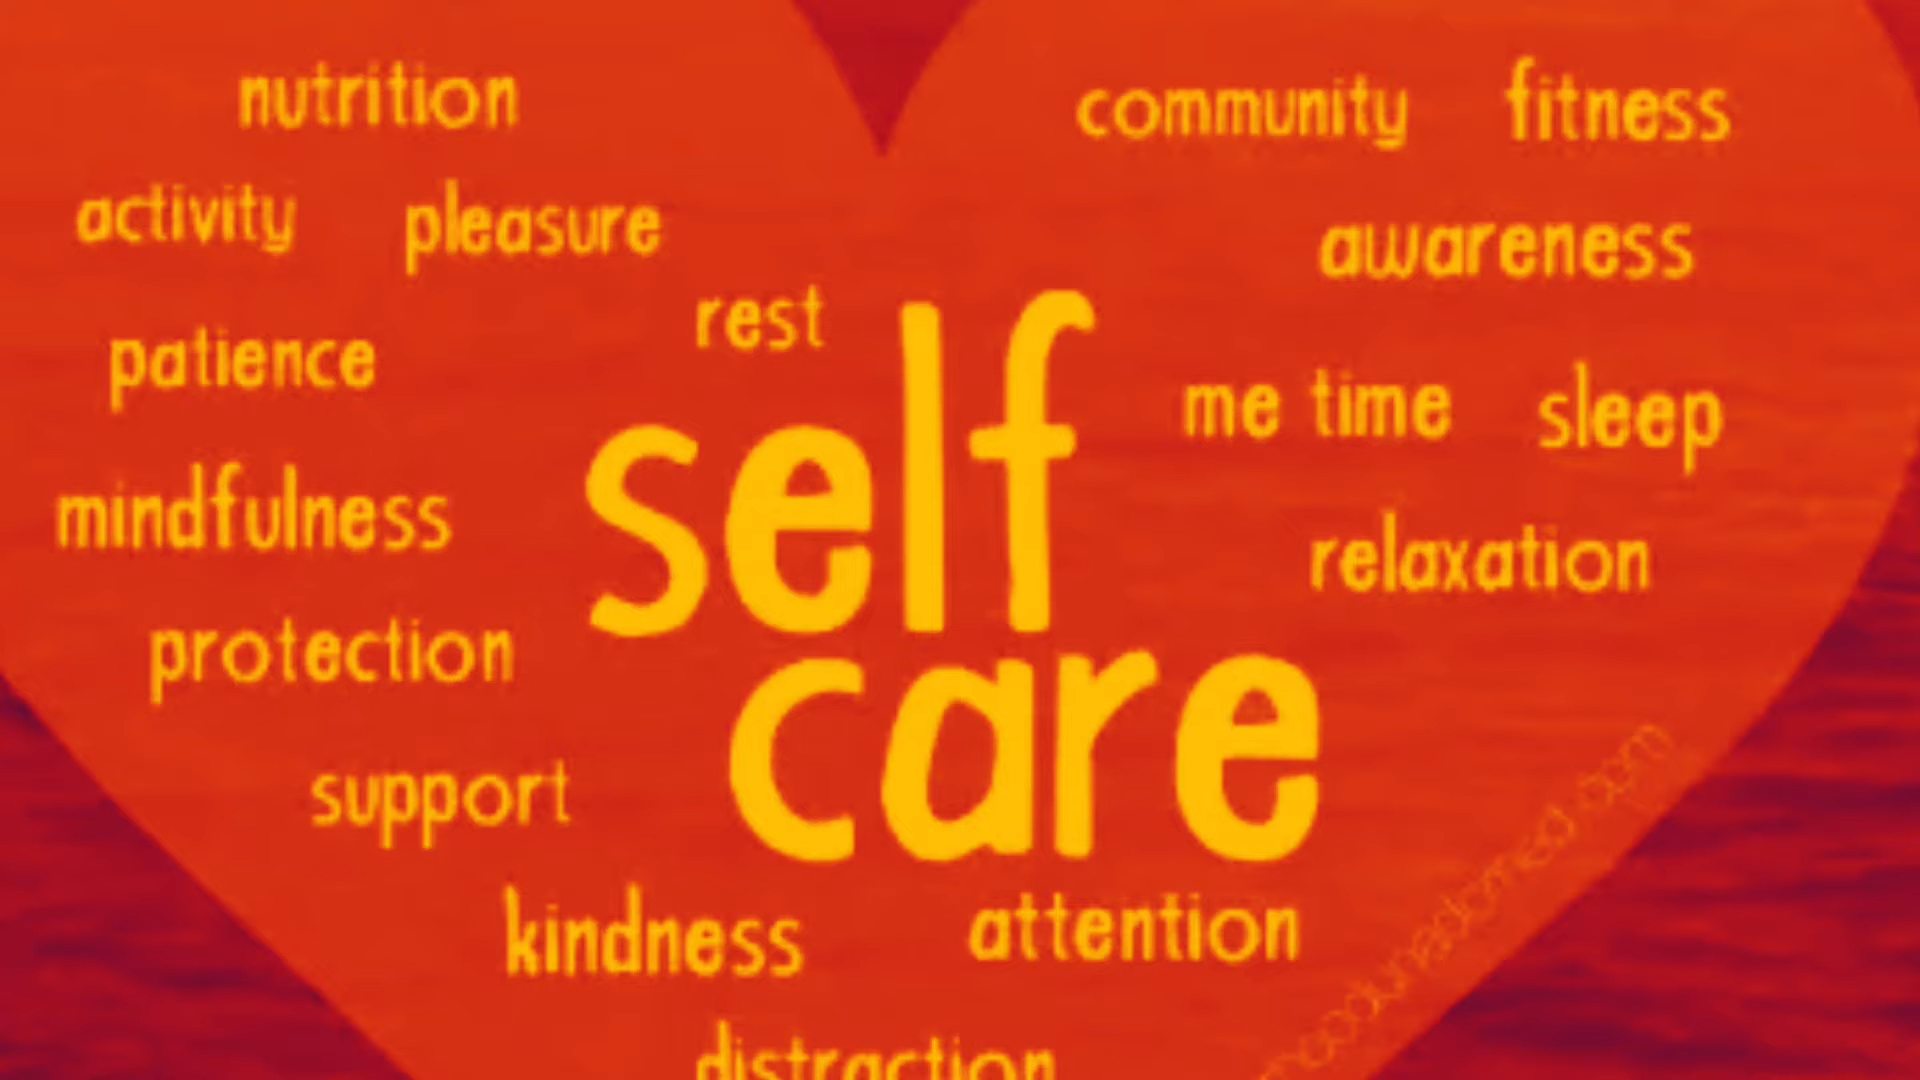 nutrition
community fitness
activity pleasure
awareness
rest
patience
me time sleep
self
mindfulness
relaxation
protection
care
support
kindness
attention
distraction